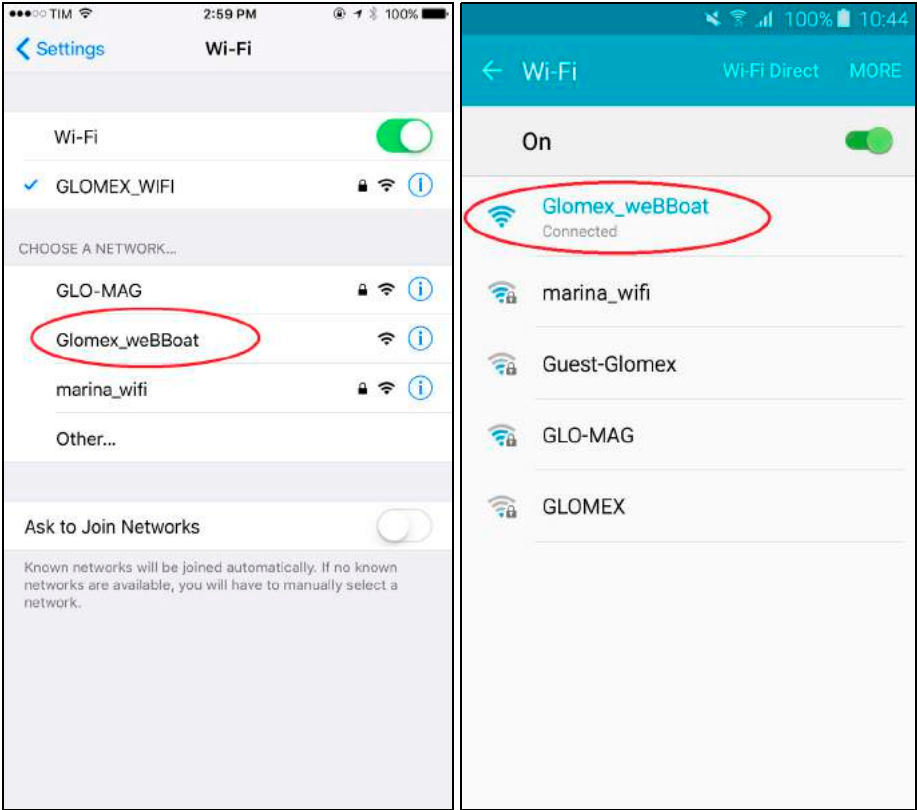 TIM 2:59 PM 100%
Settings Wi-Fi
Wi-Fi
GLOMEX_WIFI
CHOOSE A NETWORK...
GLO-MAG
Glomex_weBBoat
marina_wifi
Other...
Ask to Join Networks
Known networks will be joined automatically. If no known
networks are available, you will have to manually select a
network.
100% 10:44
Wi-Fi Wi-Fi Direct MORE
On
Glomex_weBBoat
Connected
marina_wifi
Guest-Glomex
GLO-MAG
GLOMEX